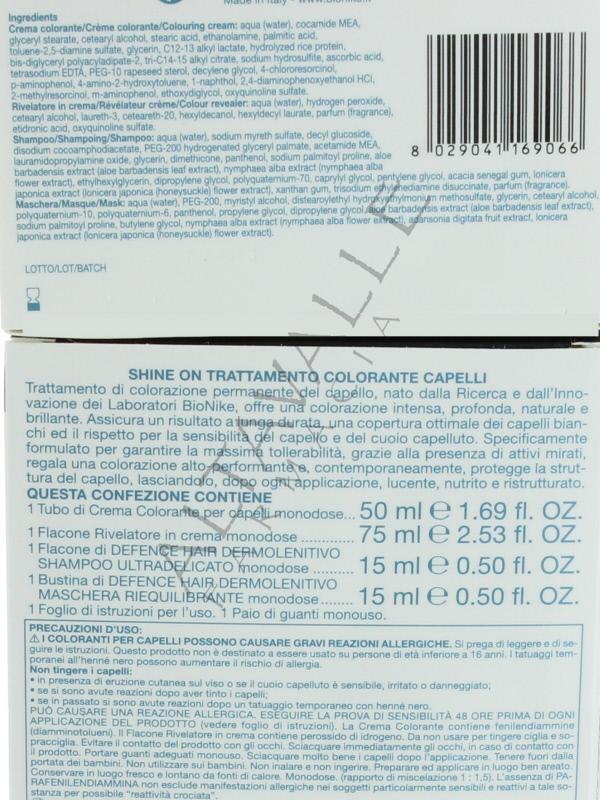 Made in Italy - www.bionike.it
Ingredients
Crema colorante/Crème colorante/Colouring cream: aqua (water), cocamide MEA,
glyceryl stearate, cetearyl alcohol, stearic acid, ethanolamine, palmitic acid,
toluene-2,5-diamine sulfate, glycerin, C12-13 alkyl lactate, hydrolyzed rice protein,
bis-diglyceryl polyacyladipate-2, tri-C14-15 alkyl citrate, sodium hydrosulfite, ascorbic acid,
tetrasodium EDTA, PEG-10 rapeseed sterol, decylene glycol, 4-chlororesorcinol,
p-aminophenol, 4-amino-2-hydroxytoluene, 1-naphthol, 2,4-diaminophenoxyethanol HCl,
2-methylresorcinol, m-aminophenol, ethoxydiglycol, oxyquinoline sulfate.
Rivelatore in crema/Révélateur crème/Colour revealer: aqua (water), hydrogen peroxide,
cetearyl alcohol, laureth-3, ceteareth-20, hexyldecanol, hexyldecyl laurate, parfum (fragrance),
etidronic acid, oxyquinoline sulfate.
Shampoo/Shampoing/Shampoo: aqua (water), sodium myreth sulfate, decyl glucoside,
disodium cocoamphodiacetate, PEG-200 hydrogenated glyceryl palmate, acetamide MEA,
lauramidopropylamine oxide, glycerin, dimethicone, panthenol, sodium palmitoyl proline, aloe
barbadensis extract (aloe barbadensis leaf extract), nymphaea alba extract (nymphaea alba
flower extract), ethylhexylglycerin, dipropylene glycol, polyquaternium-70, caprylyl glycol, pentylene glycol, acacia senegal gum, lonicera
japonica extract (lonicera japonica (honeysuckle) flower extract), xanthan gum, trisodium ethylenediamine disuccinate, parfum (fragrance).
Maschera/Masque/Mask: aqua (water), PEG-200, myristyl alcohol, distearoylethyl hydroxyethylmonium methosulfate, glycerin, cetearyl alcohol,
polyquaternium-10, polyquaternium-6, panthenol, propylene glycol, dipropylene glycol, aloe barbadensis extract (aloe barbadensis leaf extract),
sodium palmitoyl proline, butylene glycol, nymphaea alba extract (nymphaea alba flower extract), adansonia digitata fruit extract, lonicera
japonica extract (lonicera japonica (honeysuckle) flower extract).
8 029041 169066
LOTTO/LOT/BATCH
ALTAVALLE
FARMACIA
SHINE ON TRATTAMENTO COLORANTE CAPELLI
Trattamento di colorazione permanente del capello, nato dalla Ricerca e dall'Inno-
vazione dei Laboratori BioNike, offre una colorazione intensa, profonda, naturale e
brillante. Assicura un risultato a lunga durata, una copertura ottimale dei capelli bian-
chi ed il rispetto per la sensibilità dei capelli e del cuoio capelluto. Specificamente
formulato per garantire la massima tollerabilità, grazie alla presenza di attivi mirati,
regala una colorazione alto performante e, contemporaneamente, protegge la strut-
tura del capello, lasciandolo, dopo ogni applicazione, lucente, nutrito e ristrutturato.
QUESTA CONFEZIONE CONTIENE
1 Tubo di Crema Colorante per capelli monodose... 50 ml ℮ 1.69 fl. OZ.
1 Flacone Rivelatore in crema monodose ............ 75 ml ℮ 2.53 fl. OZ.
1 Flacone di DEFENCE HAIR DERMOLENITIVO
SHAMPOO ULTRADELICATO monodose ......... 15 ml ℮ 0.50 fl. OZ.
1 Bustina di DEFENCE HAIR DERMOLENITIVO
MASCHERA RIEQUILIBRANTE monodose ........ 15 ml ℮ 0.50 fl. OZ.
1 Foglio di istruzioni per l'uso. 1 Paio di guanti monouso.
PRECAUZIONI D'USO:
⚠ I COLORANTI PER CAPELLI POSSONO CAUSARE GRAVI REAZIONI ALLERGICHE. Si prega di leggere e di se-
guire le istruzioni. Questo prodotto non è destinato a essere usato su persone di età inferiore a 16 anni. I tatuaggi tem-
poranei all'henné nero possono aumentare il rischio di allergia.
Non tingere i capelli:
• in presenza di eruzione cutanea sul viso o se il cuoio capelluto è sensibile, irritato o danneggiato;
• se si sono avute reazioni dopo aver tinto i capelli;
• se in passato si sono avute reazioni dopo un tatuaggio temporaneo con henné nero.
PUÒ CAUSARE UNA REAZIONE ALLERGICA. ESEGUIRE LA PROVA DI SENSIBILITÀ 48 ORE PRIMA DI OGNI
APPLICAZIONE DEL PRODOTTO (vedere foglio di istruzioni). La Crema Colorante contiene fenilendiammine
(diamminotolueni). Il Flacone Rivelatore in crema contiene perossido di idrogeno. Da non usare per tingere ciglia e so-
pracciglia. Evitare il contatto del prodotto con gli occhi. Sciacquare immediatamente gli occhi, in caso di contatto con
il prodotto. Portare guanti adeguati monouso. Sciacquare bene i capelli dopo l'applicazione. Tenere fuori dalla
portata dei bambini. Non utilizzare sui bambini. Non inalare e non ingerire. Preparare ed applicare in luogo ben areato.
Conservare in luogo fresco e lontano da fonti di calore. Monodose. (rapporto di miscelazione 1 : 1,5). L'assenza di PA-
RAFENILENDIAMMINA non esclude manifestazioni allergiche nei soggetti particolarmente sensibili e reattivi a tale so-
stanza per possibile "reattività crociata".